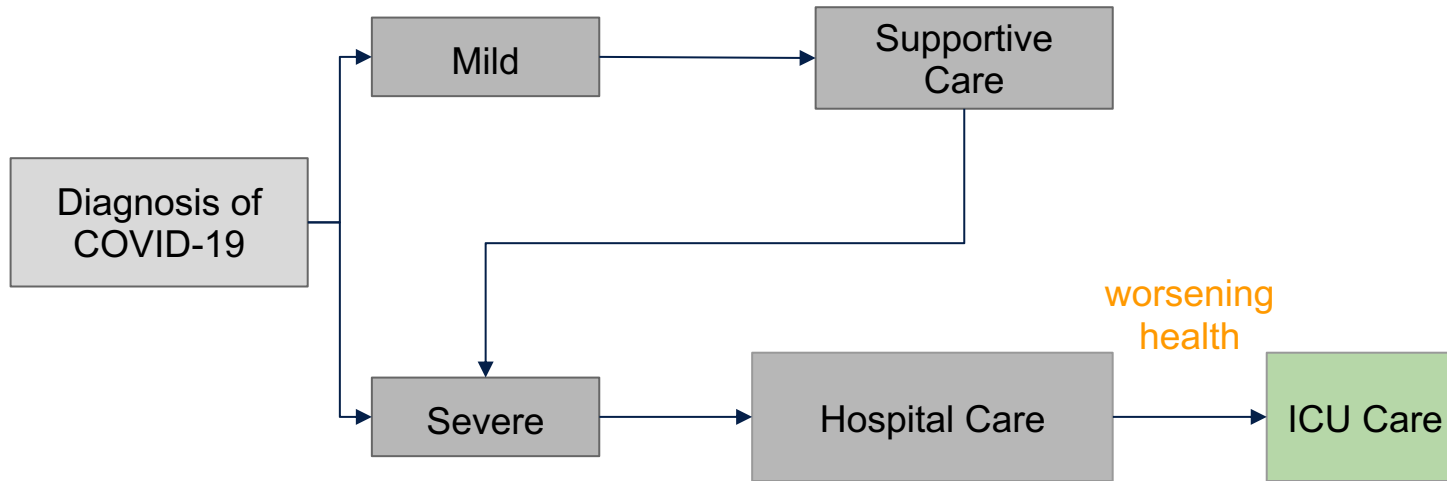 Mild
Supportive
Care
Diagnosis of
COVID-19
worsening
health
Severe
Hospital Care
ICU Care